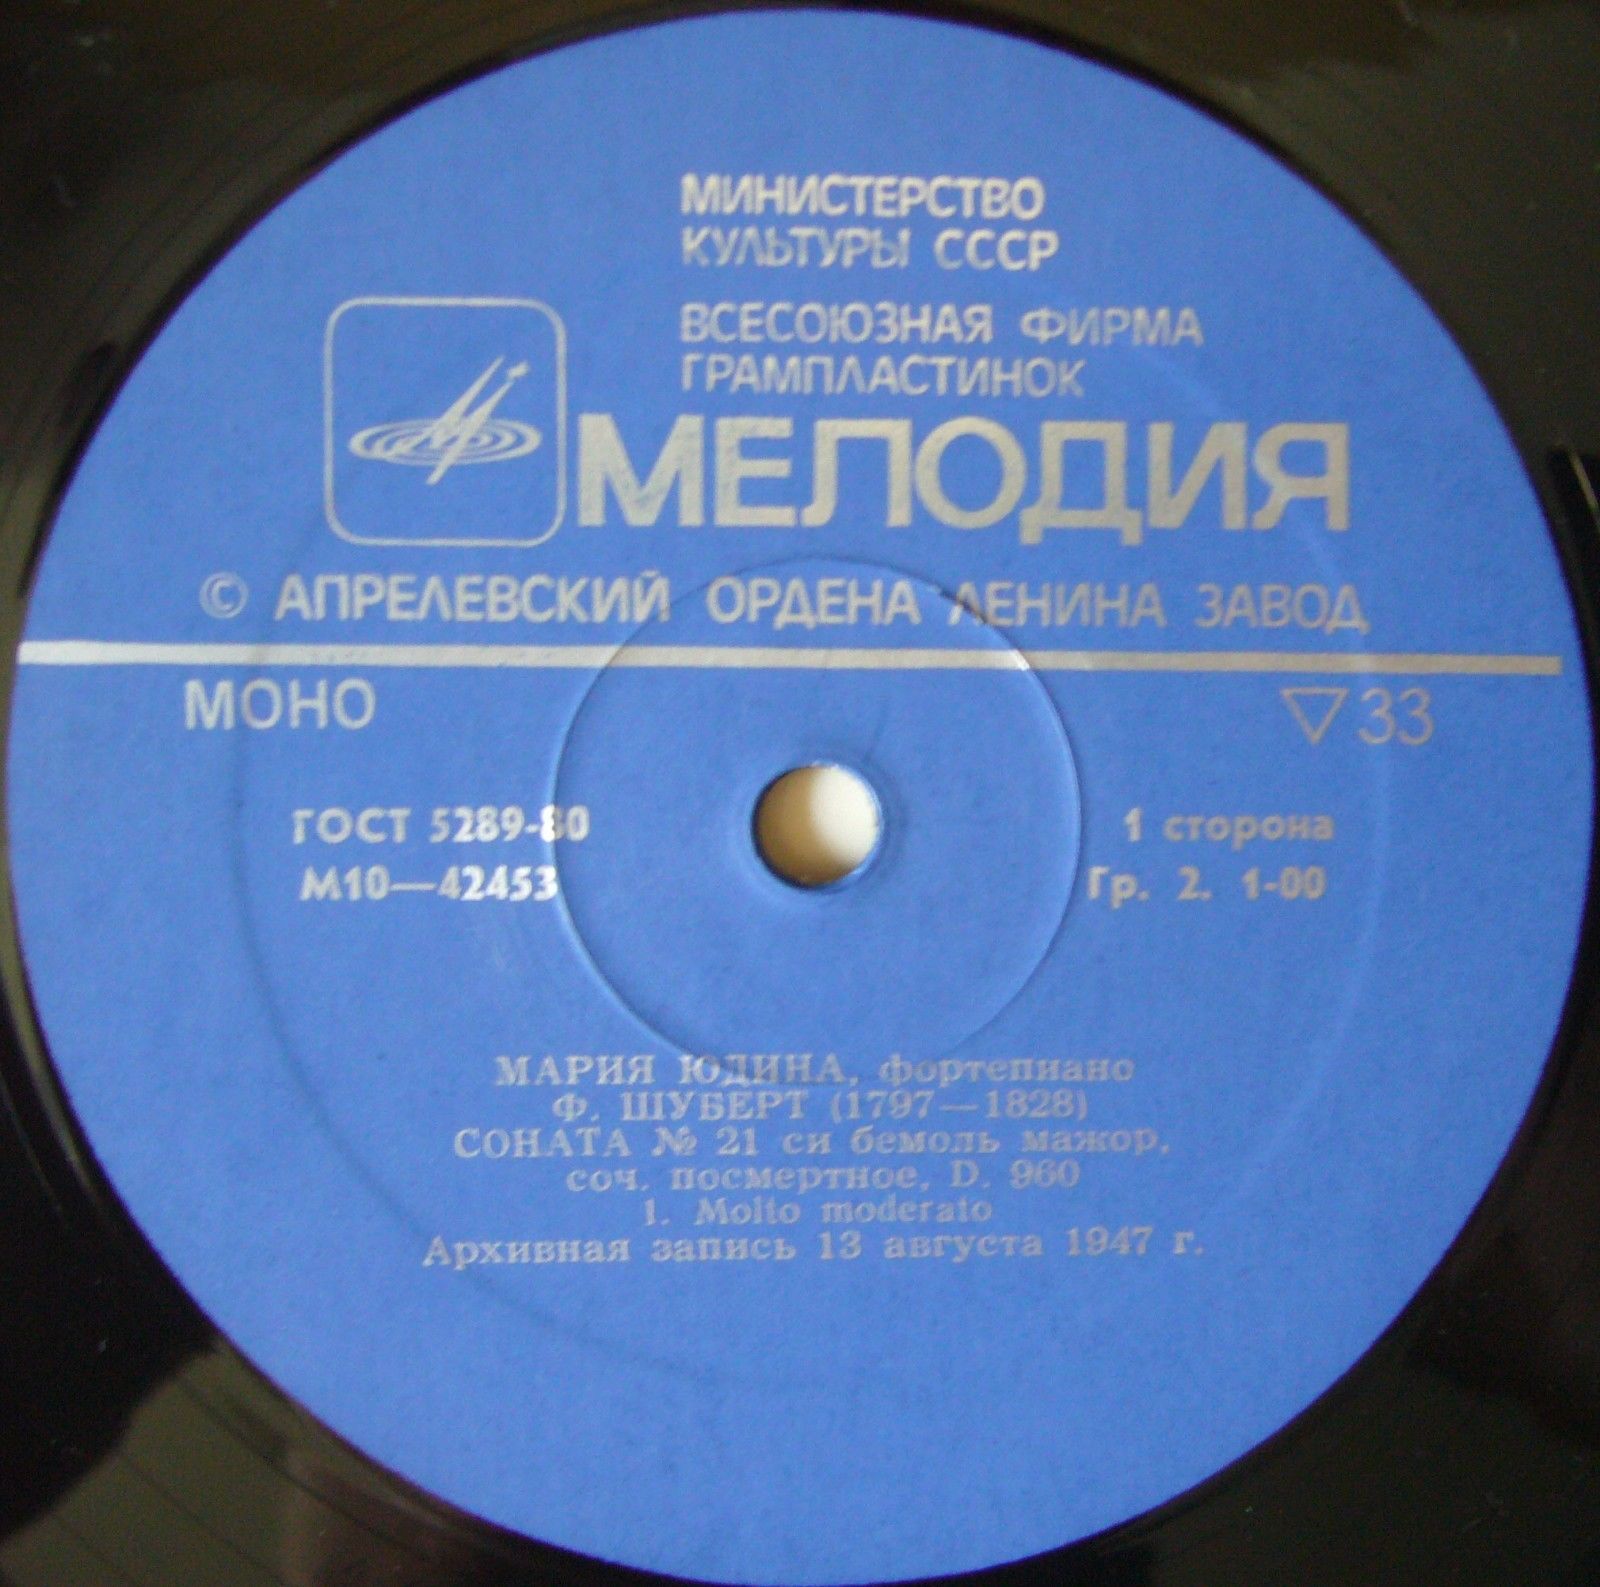 МИНИСТЕРСТВО
КУЛЬТУРЫ СССР
ВСЕСОЮЗНАЯ ФИРМА
ГРАМПЛАСТИНОК
МЕЛОДИЯ
© АПРЕЛЕВСКИЙ ОРДЕНА ЛЕНИНА ЗАВОД
МОНО
▽ 33
ГОСТ 5289-80
1 сторона
М10—42453
Гр. 2. 1-00
МАРИЯ ЮДИНА, фортепиано
Ф. ШУБЕРТ (1797—1828)
СОНАТА № 21 си бемоль мажор,
соч. посмертное, D. 960
1. Molto moderato
Архивная запись 13 августа 1947 г.